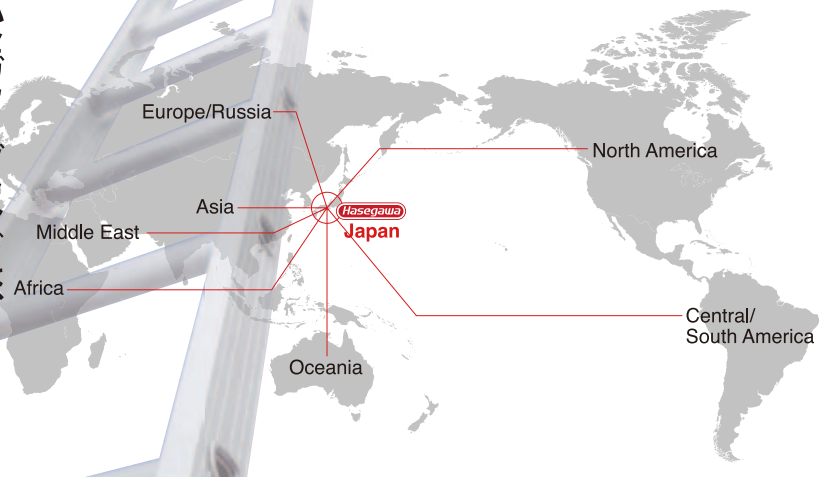 Europe/Russia
North America
Asia
Hasegawa
Japan
Middle East
Africa
Central/
South America
Oceania